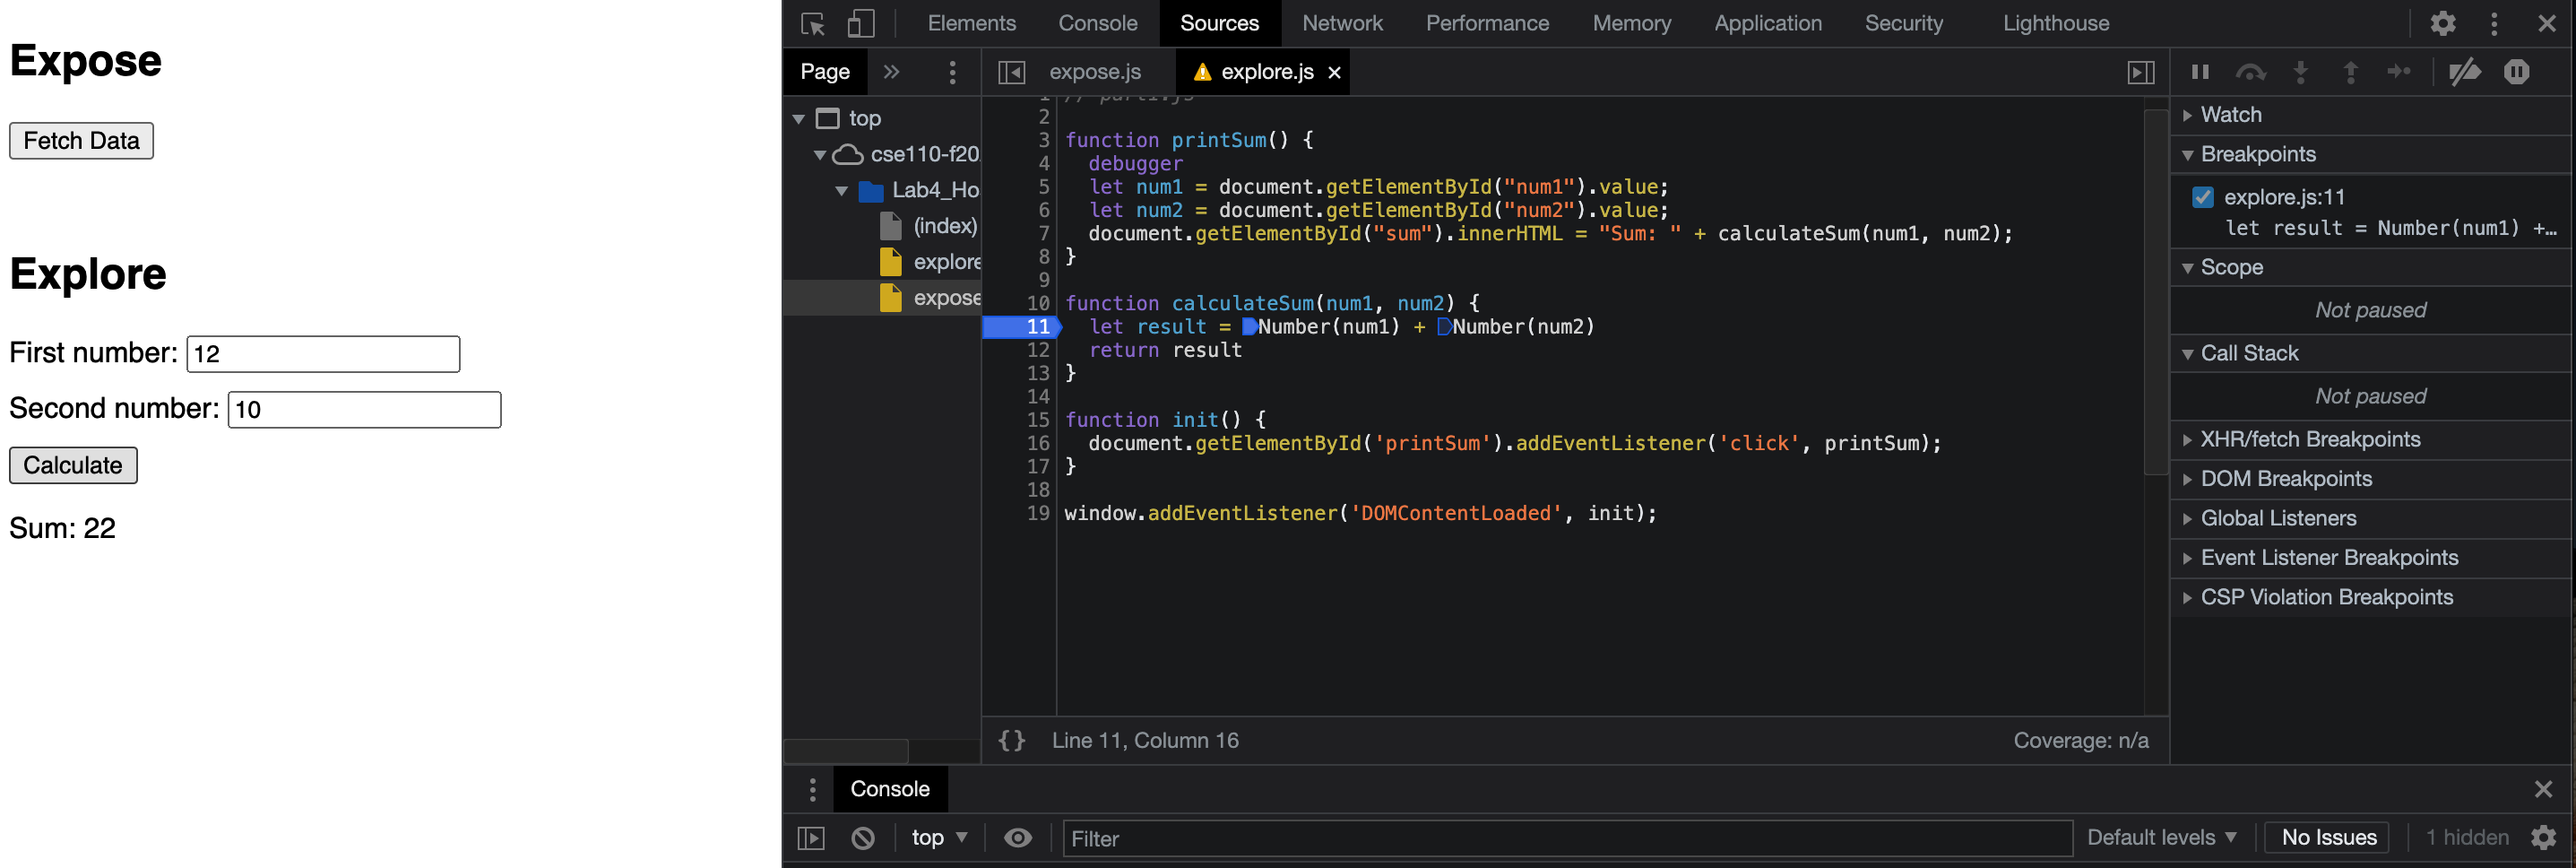 Expose
Fetch Data
Explore
First number: 12
Second number: 10
Calculate
Sum: 22
Elements Console Sources Network Performance Memory Application Security Lighthouse
Page
top
cse110-f20
Lab4_Ho
(index)
explore
expose
expose.js explore.js
1 // part1.js
2
3 function printSum() {
4 debugger
5 let num1 = document.getElementById("num1").value;
6 let num2 = document.getElementById("num2").value;
7 document.getElementById("sum").innerHTML = "Sum: " + calculateSum(num1, num2);
8 }
9
10 function calculateSum(num1, num2) {
11 let result = Number(num1) + Number(num2)
12 return result
13 }
14
15 function init() {
16 document.getElementById('printSum').addEventListener('click', printSum);
17 }
18
19 window.addEventListener('DOMContentLoaded', init);
{} Line 11, Column 16 Coverage: n/a
Watch
Breakpoints
explore.js:11
let result = Number(num1) +…
Scope
Not paused
Call Stack
Not paused
XHR/fetch Breakpoints
DOM Breakpoints
Global Listeners
Event Listener Breakpoints
CSP Violation Breakpoints
Console
top Filter Default levels No Issues 1 hidden